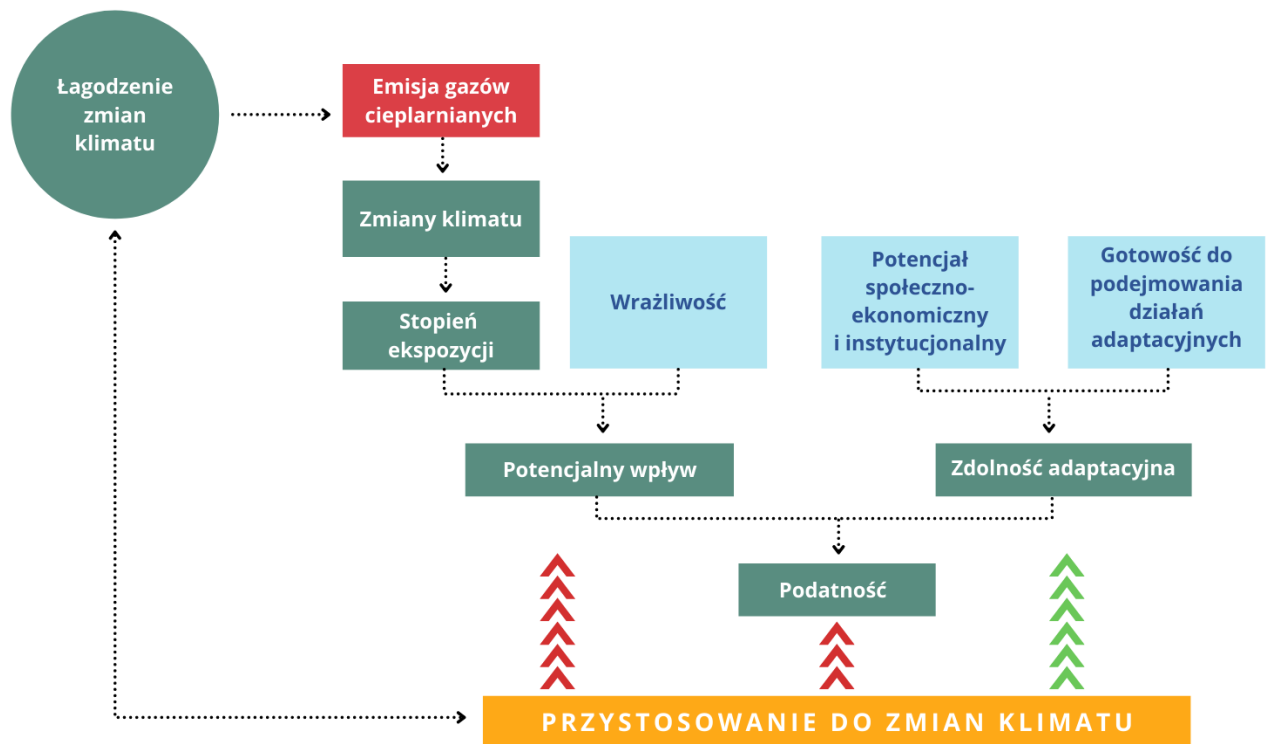 Łagodzenie
zmian
klimatu
Emisja gazów
cieplarnianych
Zmiany klimatu
Stopień
ekspozycji
Wrażliwość
Potencjał
społeczno-
ekonomiczny
i instytucjonalny
Gotowość do
podejmowania
działań
adaptacyjnych
Potencjalny wpływ
Zdolność adaptacyjna
Podatność
PRZYSTOSOWANIE DO ZMIAN KLIMATU